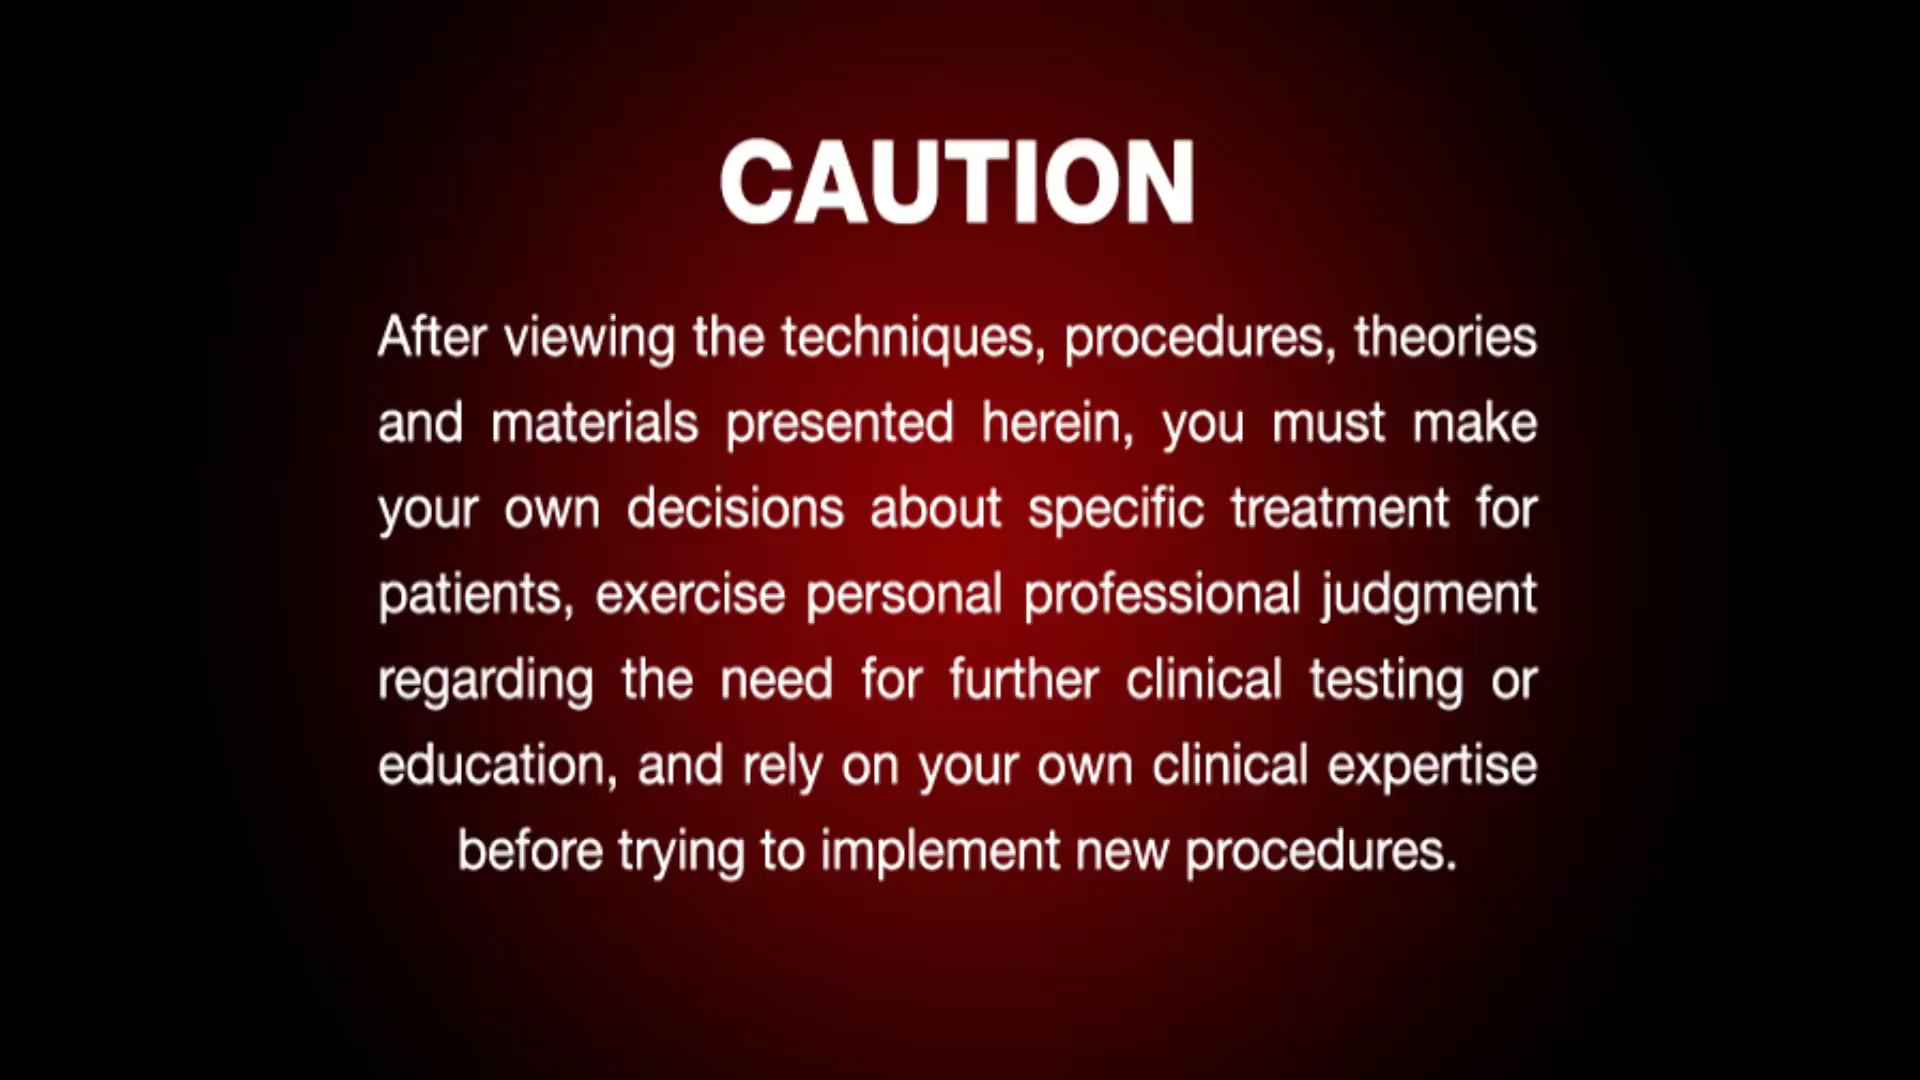 CAUTION
After viewing the techniques, procedures, theories
and materials presented herein, you must make
your own decisions about specific treatment for
patients, exercise personal professional judgment
regarding the need for further clinical testing or
education, and rely on your own clinical expertise
before trying to implement new procedures.